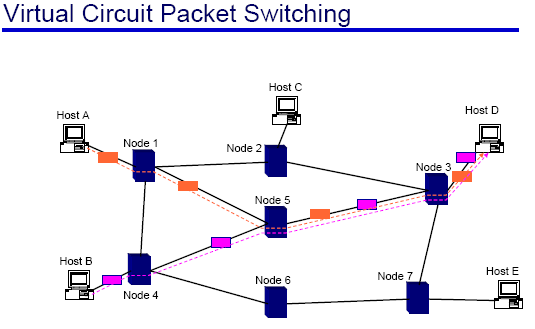 Virtual Circuit Packet Switching
Host C
Host A
Host D
Node 1
Node 2
Node 3
Node 5
Host B
Node 4
Node 6
Node 7
Host E